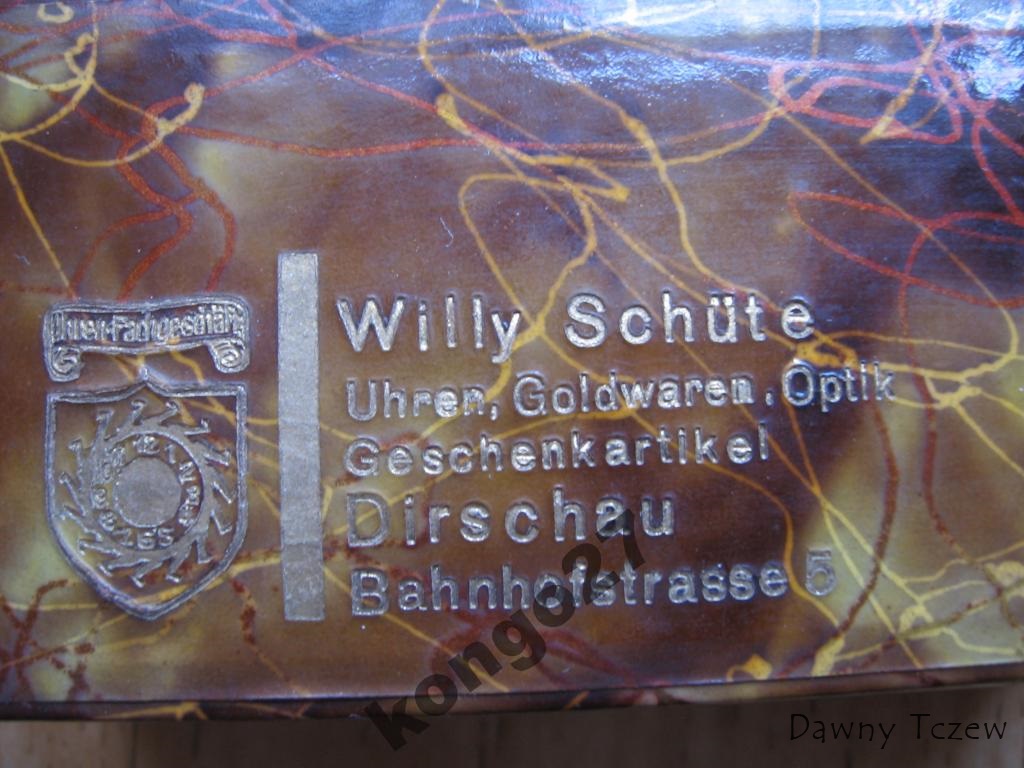 Uhren-Fachgeschäft
Willy Schüte
Uhren, Goldwaren, Optik
Geschenkartikel
Dirschau
Bahnhofstrasse 5
kongo27
Dawny Tczew